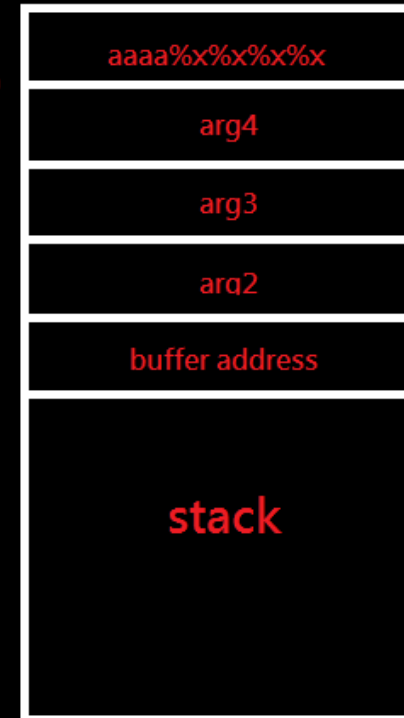 aaaa%x%x%x%x
arg4
arg3
arg2
buffer address
stack